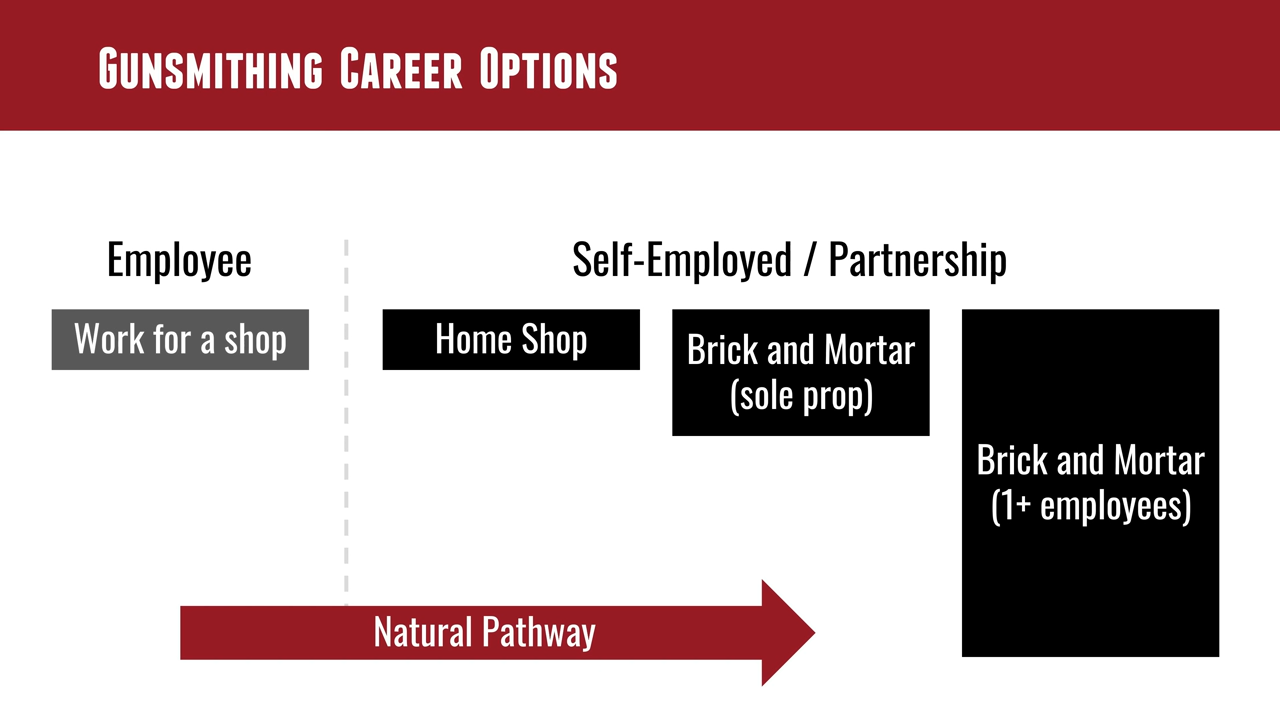 Gunsmithing Career Options
Employee
Self-Employed / Partnership
Work for a shop
Home Shop
Brick and Mortar
(sole prop)
Brick and Mortar
(1+ employees)
Natural Pathway